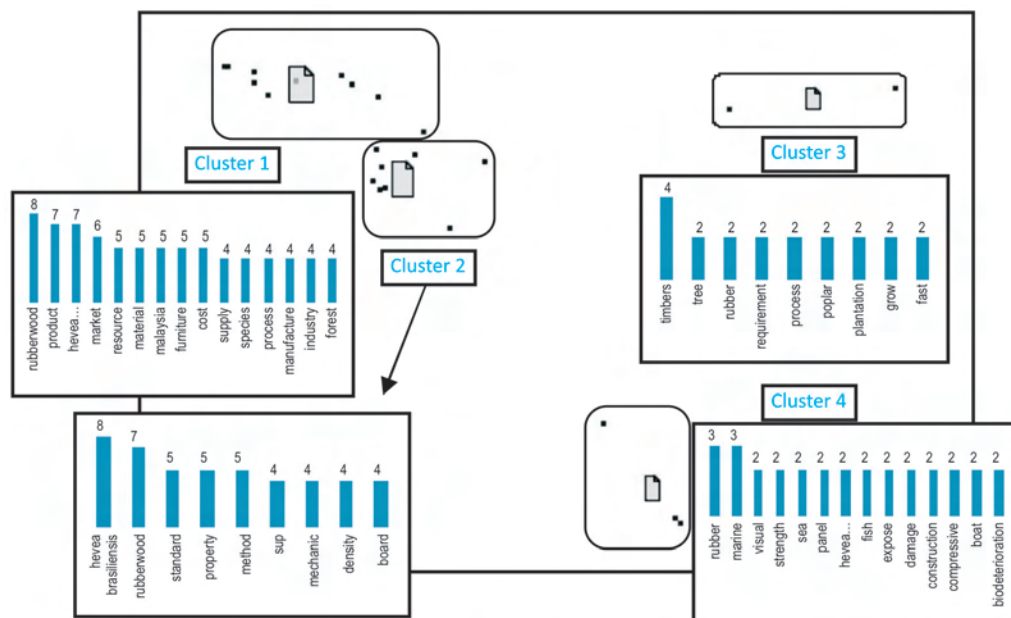 Cluster 1
8 7 7 6 5 5 5 5 5 4 4 4 4 4 4
rubberwood
product
hevea...
market
resource
material
malaysia
furniture
cost
supply
species
process
manufacture
industry
forest
Cluster 2
8 7 5 5 5 4 4 4 4
hevea
brasiliensis
rubberwood
standard
property
method
sup
mechanic
density
board
Cluster 3
4 2 2 2 2 2 2 2 2
timbers
tree
rubber
requirement
process
poplar
plantation
grow
fast
Cluster 4
3 3 2 2 2 2 2 2 2 2 2 2 2 2
rubber
marine
visual
strength
sea
panel
hevea...
fish
expose
damage
construction
compressive
boat
biodeterioration